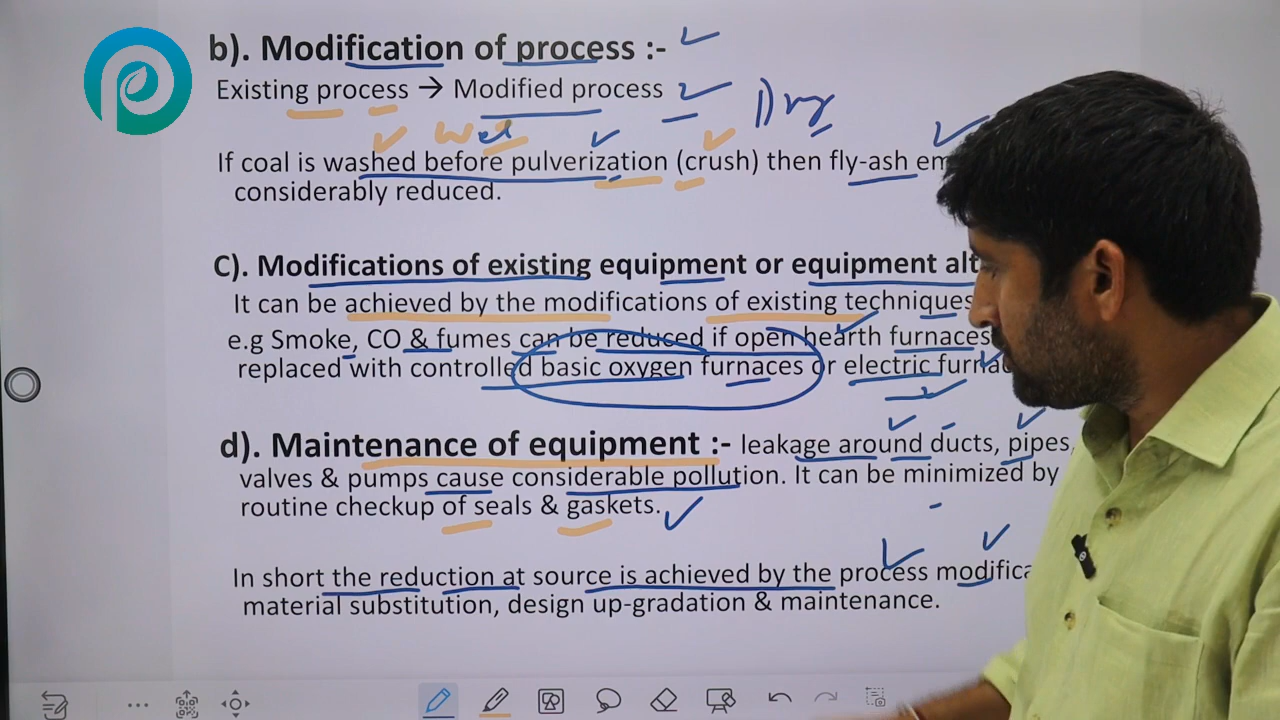 b). Modification of process :-
Existing process → Modified process
Dry
Wet
If coal is washed before pulverization (crush) then fly-ash em
considerably reduced.
C). Modifications of existing equipment or equipment alt
It can be achieved by the modifications of existing techniques
e.g Smoke, CO & fumes can be reduced if open hearth furnaces
replaced with controlled basic oxygen furnaces or electric furnac
d). Maintenance of equipment :- leakage around ducts, pipes,
valves & pumps cause considerable pollution. It can be minimized by
routine checkup of seals & gaskets.
In short the reduction at source is achieved by the process modifica
material substitution, design up-gradation & maintenance.